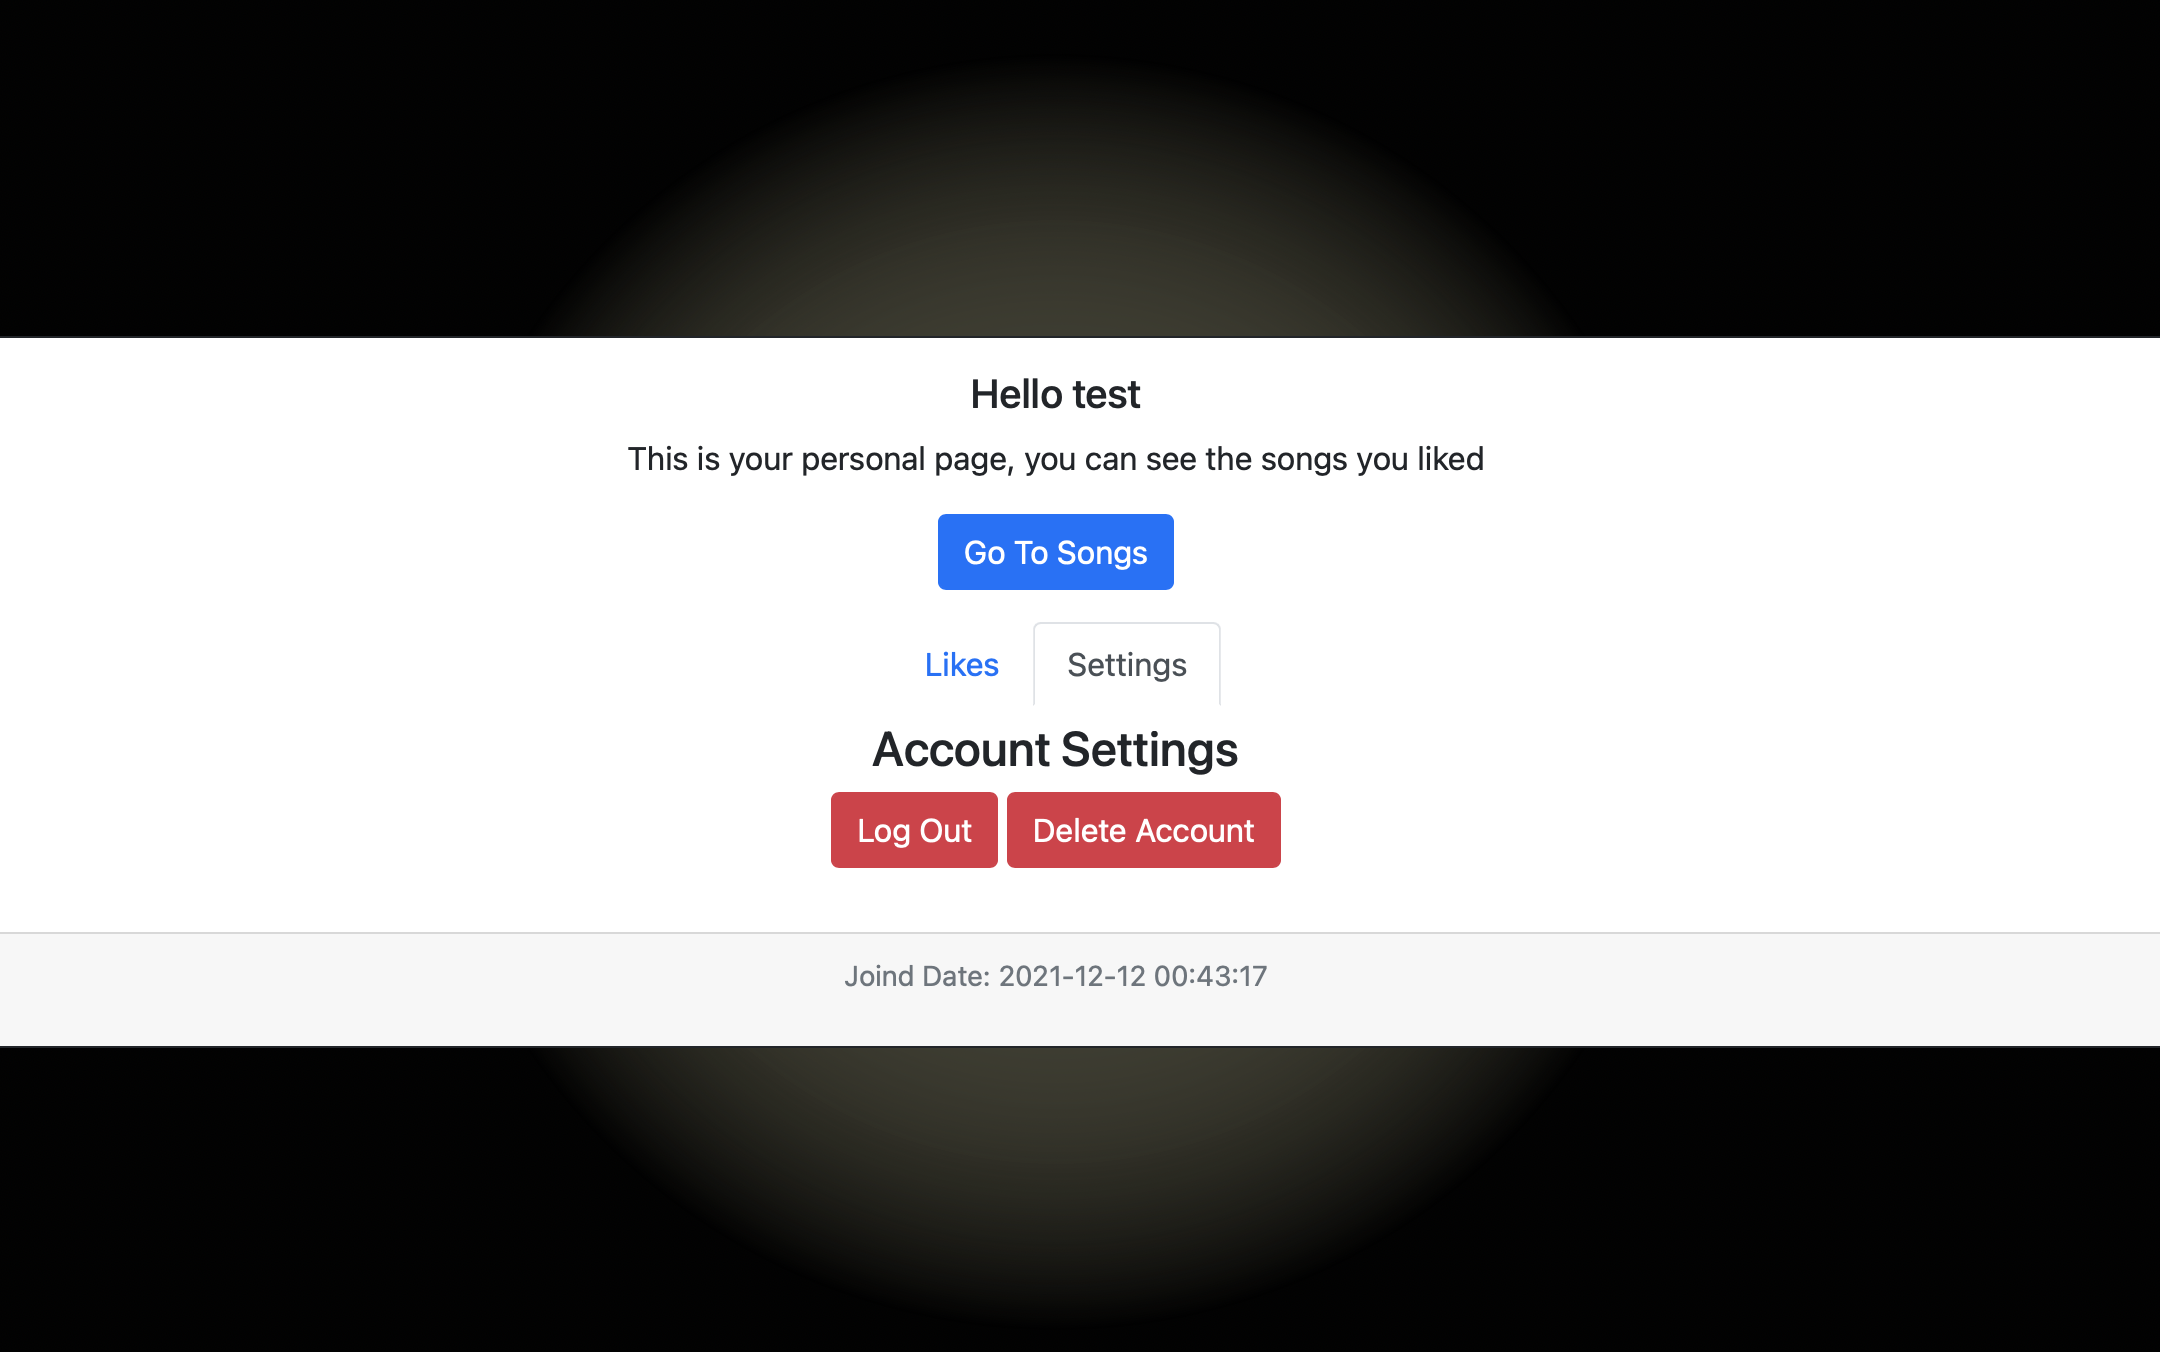 Hello test
This is your personal page, you can see the songs you liked
Go To Songs
Likes Settings
Account Settings
Log Out Delete Account
Joind Date: 2021-12-12 00:43:17